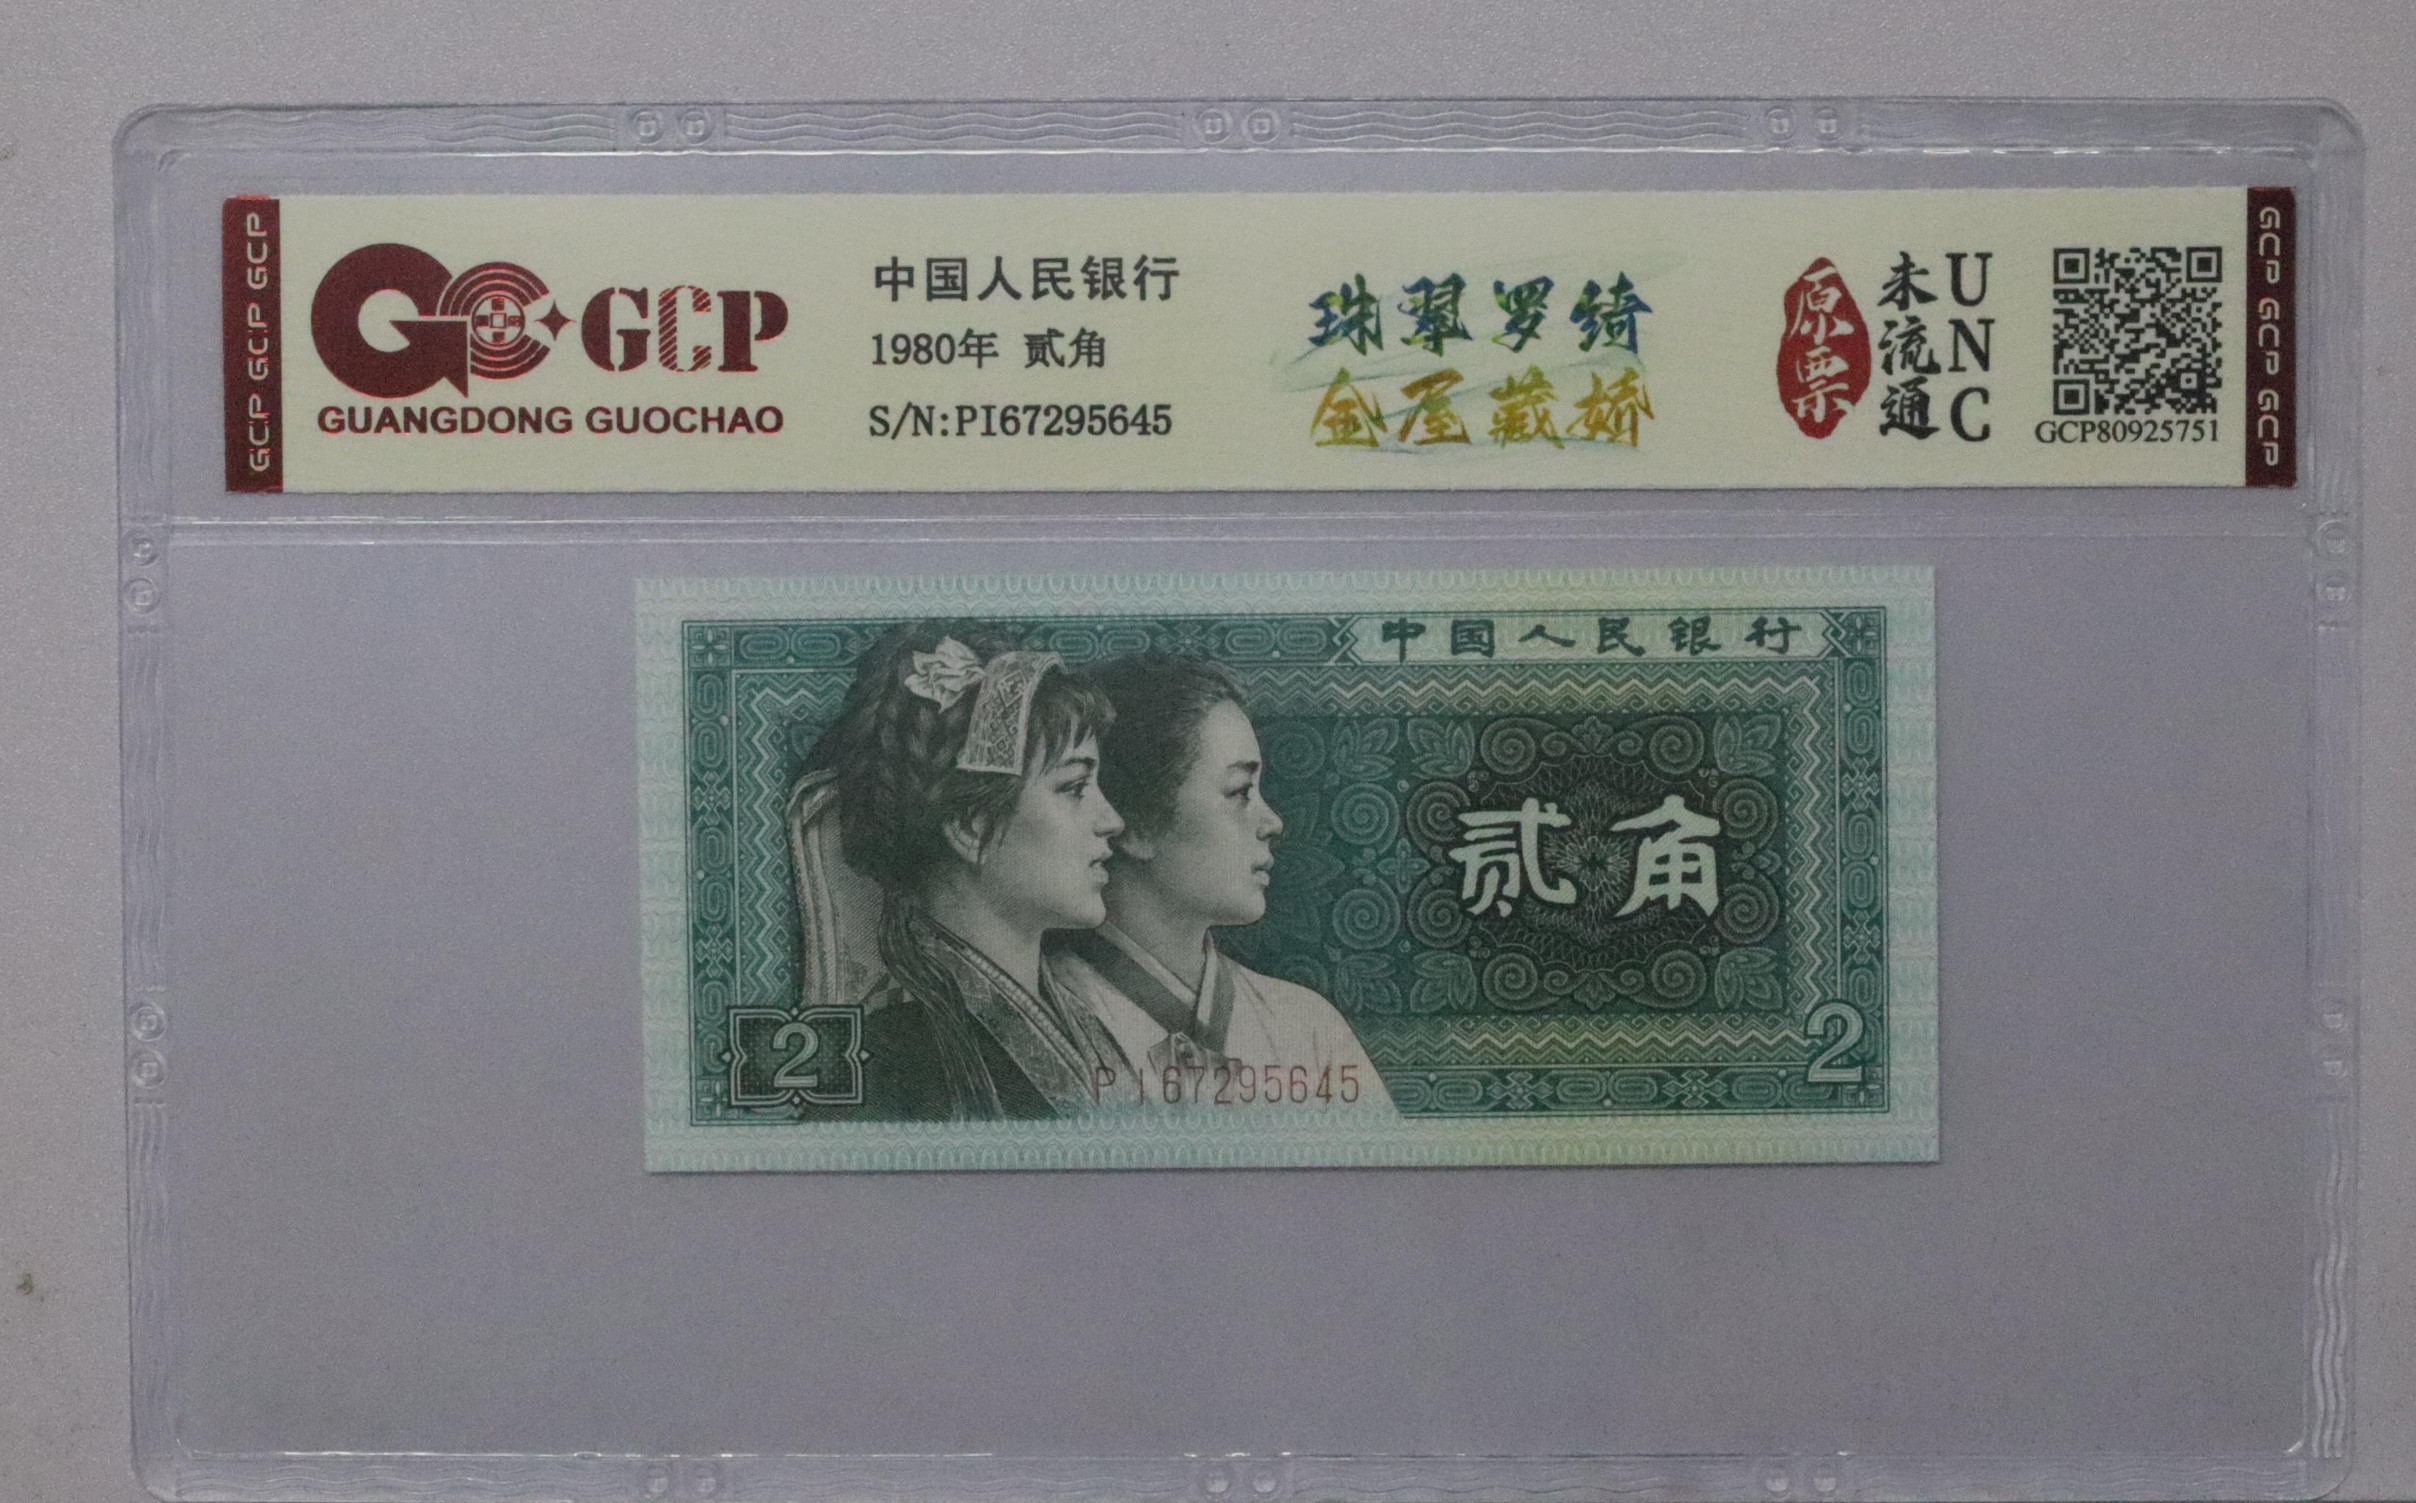 GCP GCP GCP
GCP
GUANGDONG GUOCHAO
中国人民银行
1980年 贰角
S/N:PI67295645
珠翠罗绮
金屋藏娇
原票
未流通
UNC
GCP80925751
GCP GCP GCP
中国人民银行
贰角
2
PI67295645
2